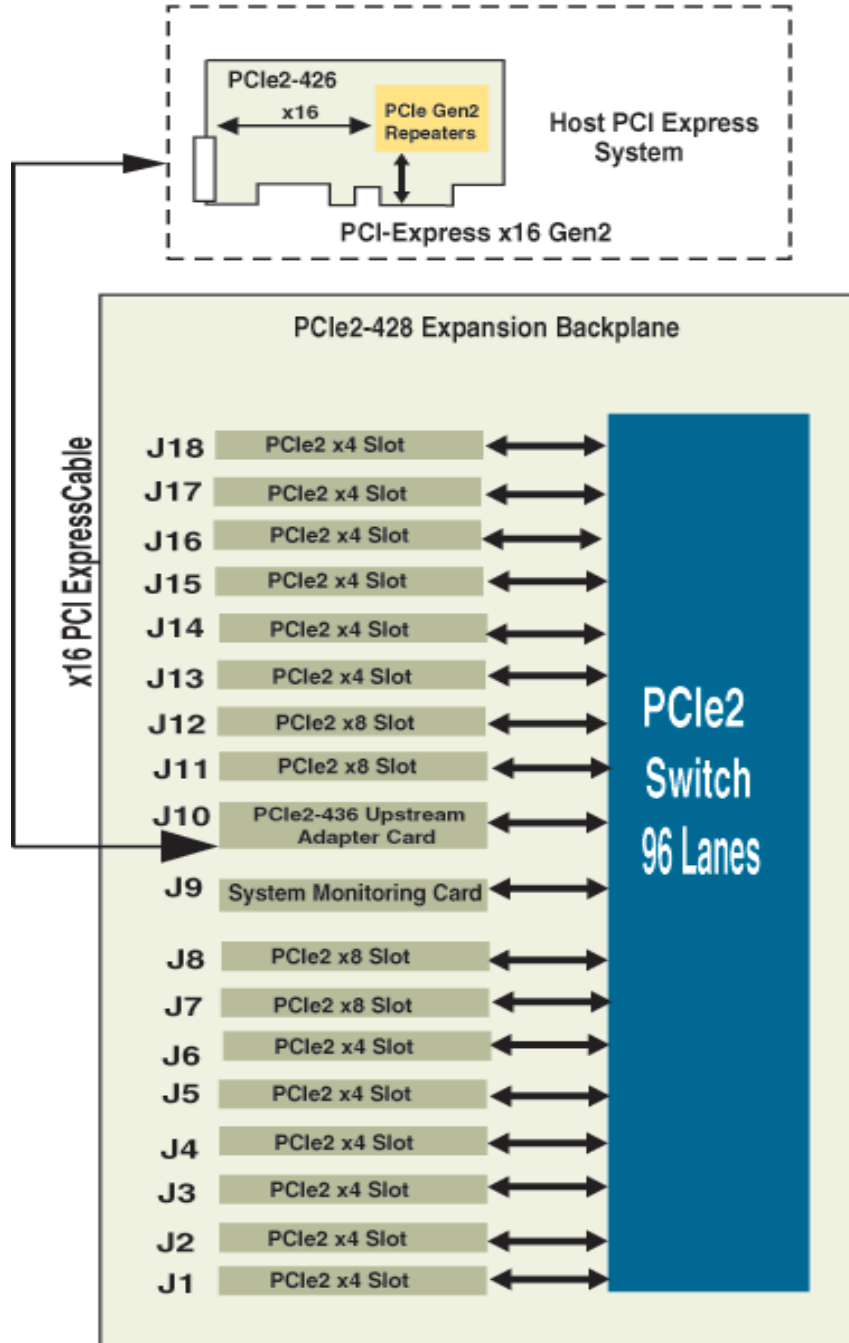 PCIe2-426
x16
PCIe Gen2
Repeaters
Host PCI Express
System
PCI-Express x16 Gen2
PCIe2-428 Expansion Backplane
x16 PCI ExpressCable
J18 PCIe2 x4 Slot
J17 PCIe2 x4 Slot
J16 PCIe2 x4 Slot
J15 PCIe2 x4 Slot
J14 PCIe2 x4 Slot
J13 PCIe2 x4 Slot
J12 PCIe2 x8 Slot
J11 PCIe2 x8 Slot
J10 PCIe2-436 Upstream
Adapter Card
J9 System Monitoring Card
J8 PCIe2 x8 Slot
J7 PCIe2 x8 Slot
J6 PCIe2 x4 Slot
J5 PCIe2 x4 Slot
J4 PCIe2 x4 Slot
J3 PCIe2 x4 Slot
J2 PCIe2 x4 Slot
J1 PCIe2 x4 Slot
PCIe2
Switch
96 Lanes